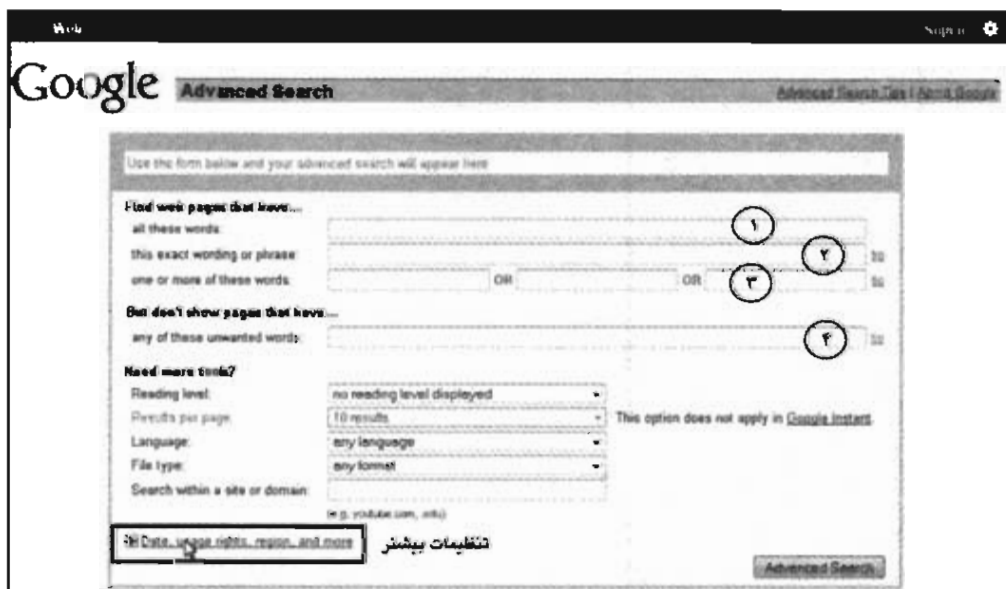 Web Sign in
Google Advanced Search Advanced Search Tips | About Google
Use the form below and your advanced search will appear here
Find web pages that have...
all these words: ۱
this exact wording or phrase: ۲
one or more of these words: OR OR ۳
But don't show pages that have...
any of these unwanted words: ۴
Need more tools?
Reading level: no reading level displayed
Results per page: 10 results This option does not apply in Google Instant.
Language: any language
File type: any format
Search within a site or domain:
(e.g. youtube.com, .edu)
Date, usage rights, region, and more تنظیمات بیشتر
Advanced Search